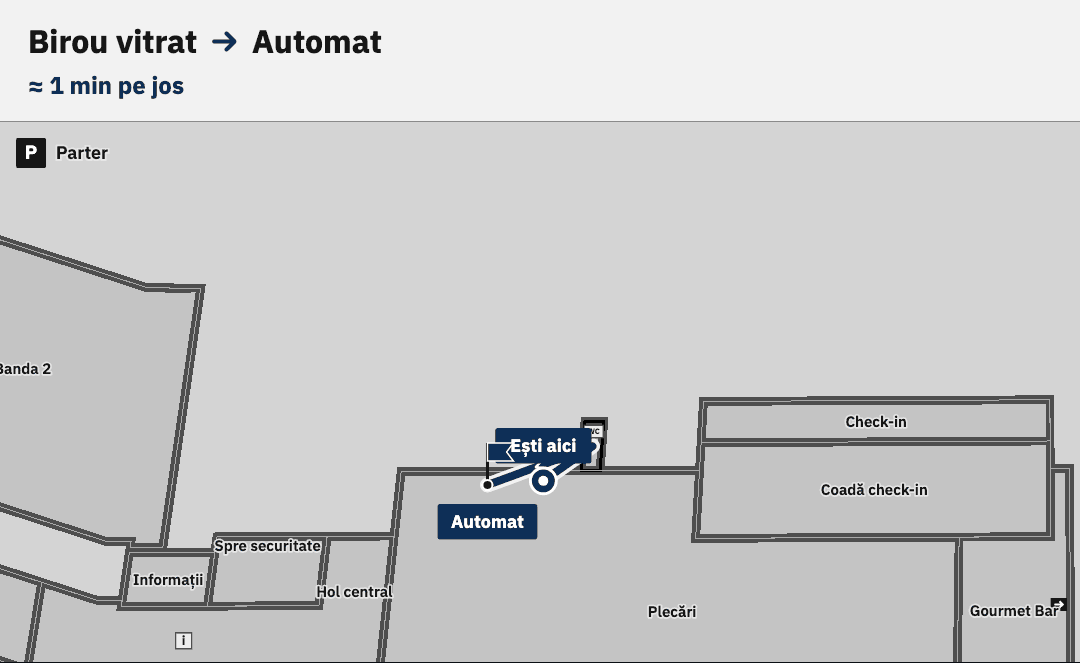 Birou vitrat → Automat
≈ 1 min pe jos
P Parter
Banda 2
WC
Ești aici
Check-in
Coadă check-in
Automat
Spre securitate
Informații
Hol central
Plecări
Gourmet Bar
i